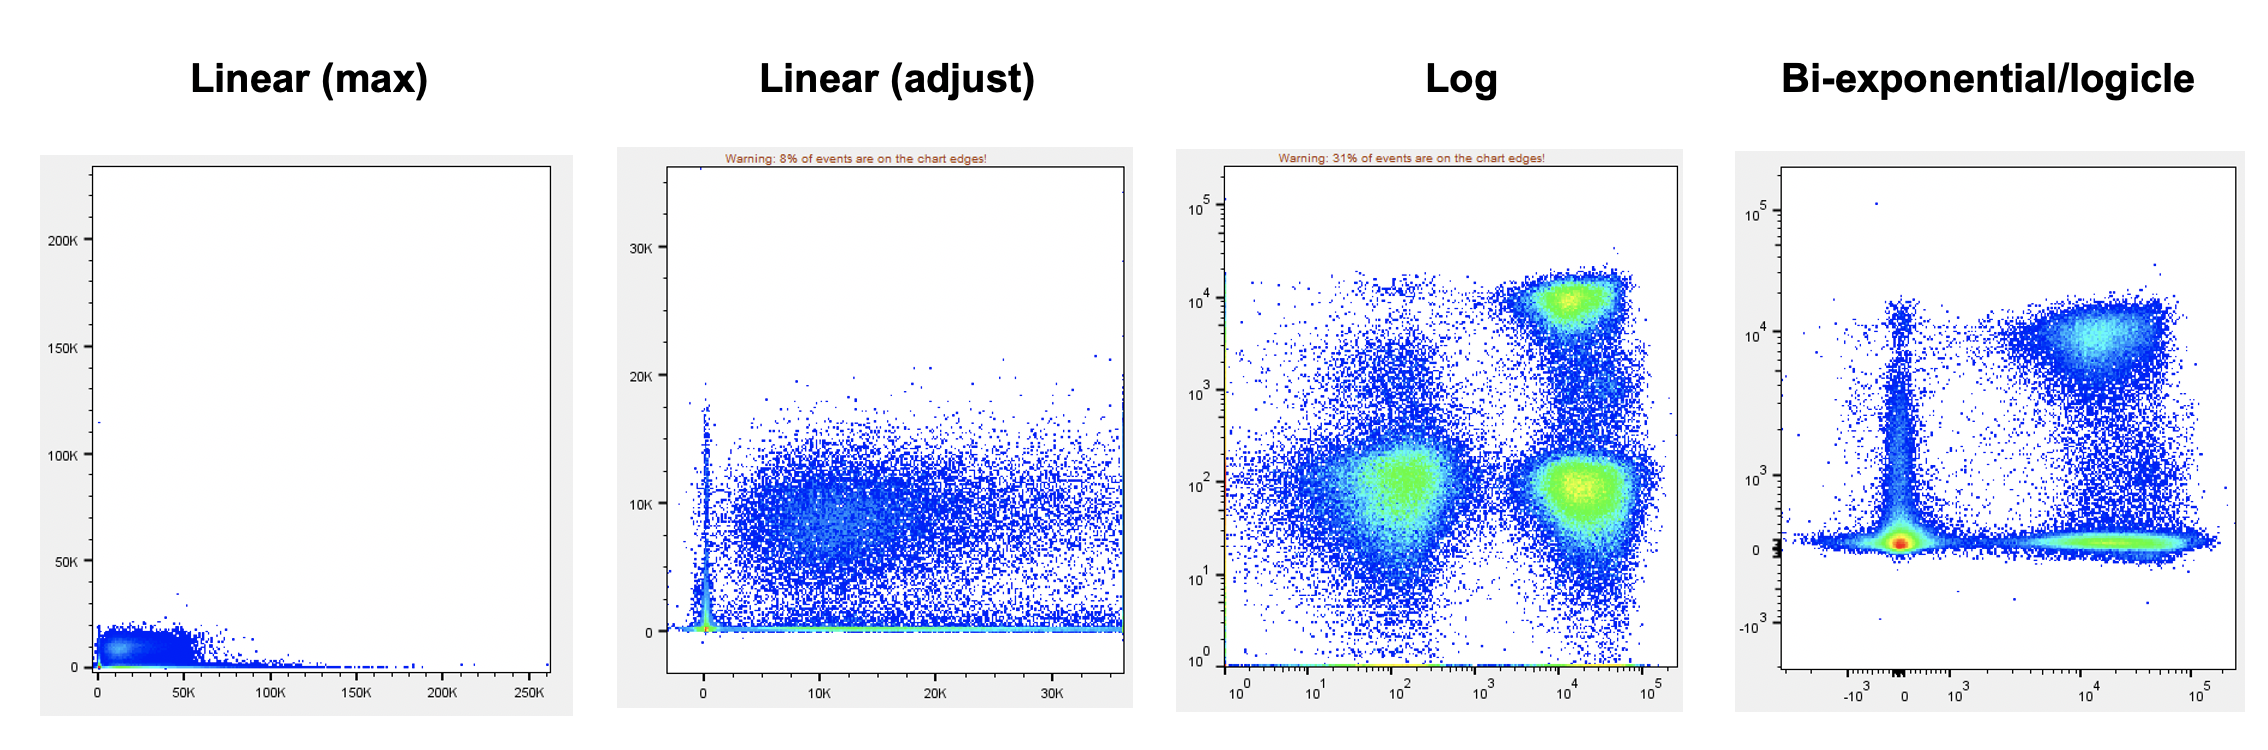 Linear (max)
Linear (adjust)
Log
Bi-exponential/logicle
200K
150K
100K
50K
0
0
50K
100K
150K
200K
250K
Warning: 8% of events are on the chart edges!
30K
20K
10K
0
0
10K
20K
30K
Warning: 31% of events are on the chart edges!
10^5
10^4
10^3
10^2
10^1
10^0
10^0
10^1
10^2
10^3
10^4
10^5
10^5
10^4
10^3
0
-10^3
-10^3
0
10^3
10^4
10^5